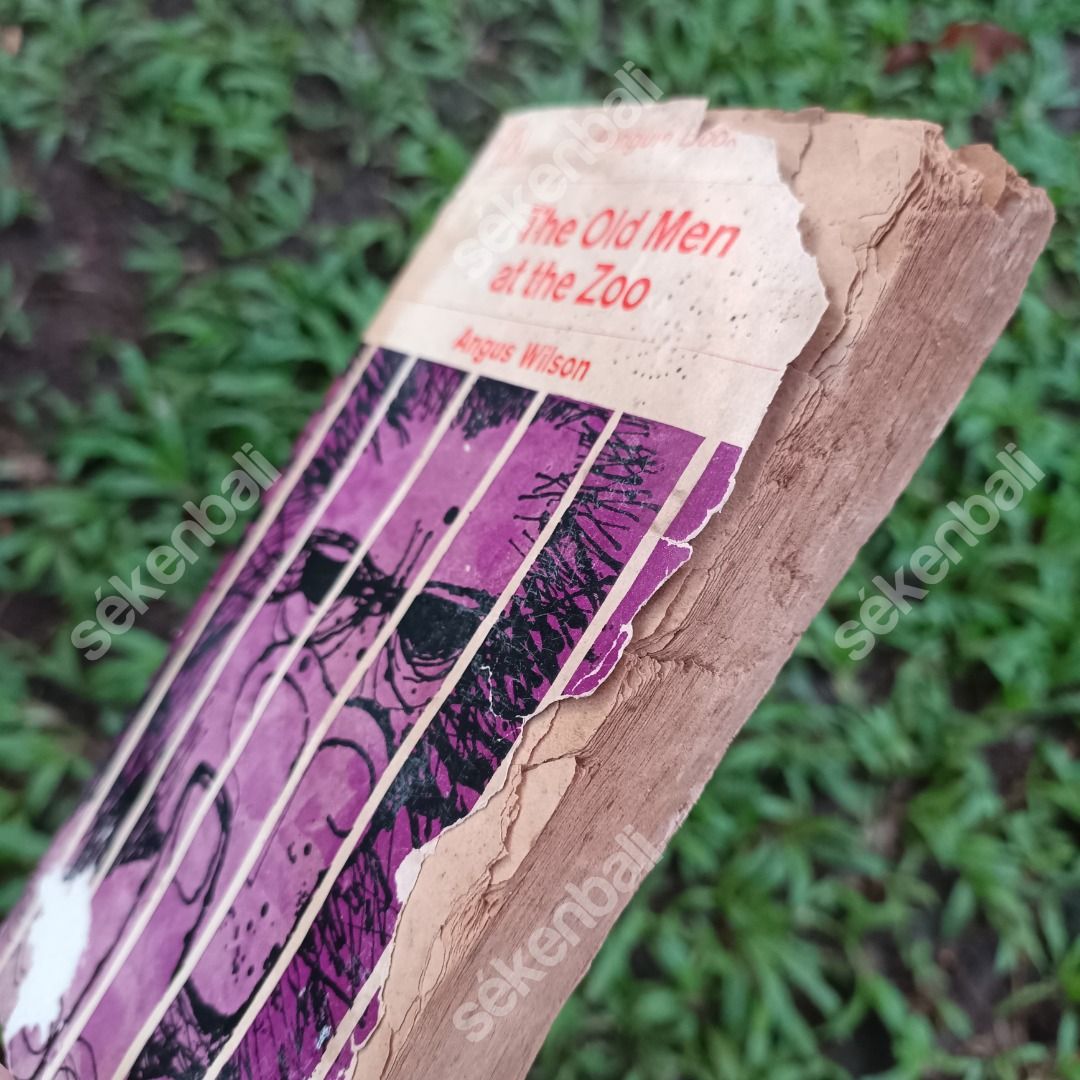 The Old Men
at the Zoo
Angus Wilson
sékenbali
sékenbali
sékenbali
sékenbali
sékenbali